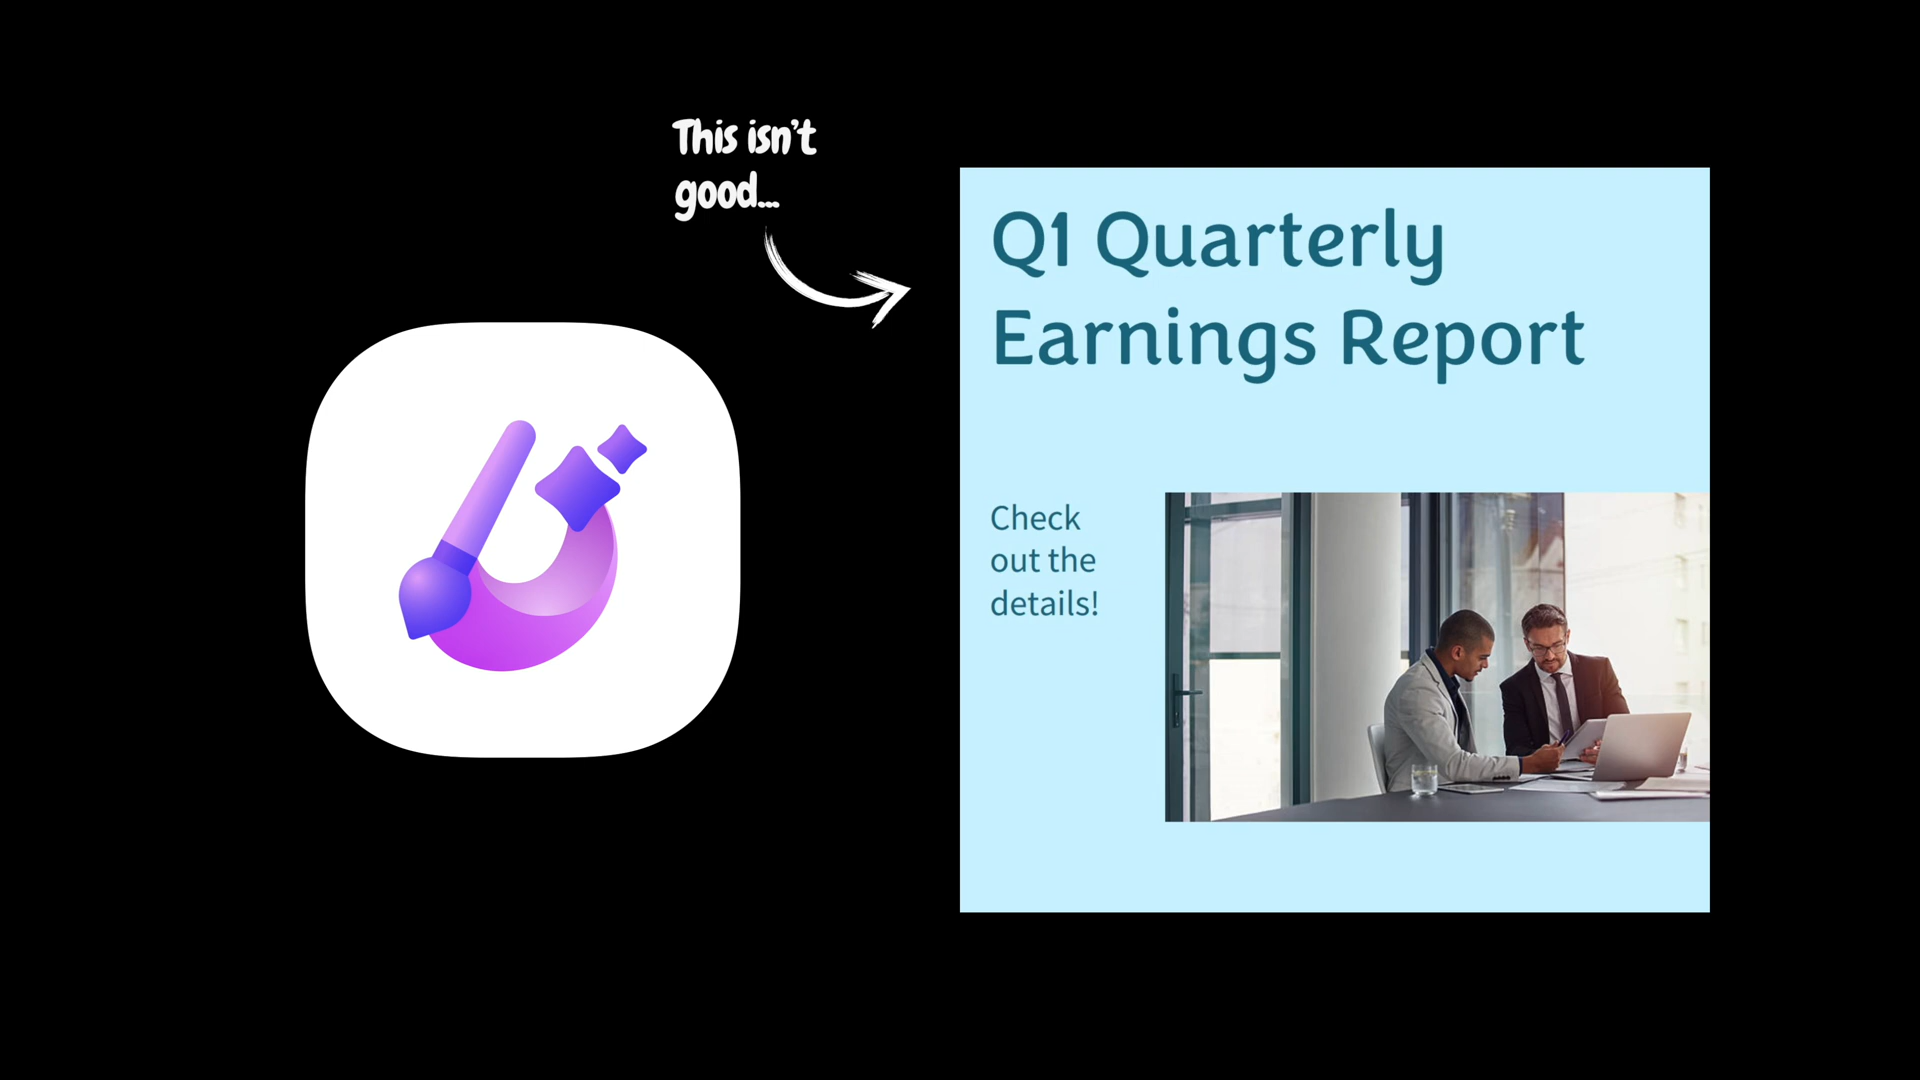 This isn't
good...
Q1 Quarterly
Earnings Report
Check
out the
details!